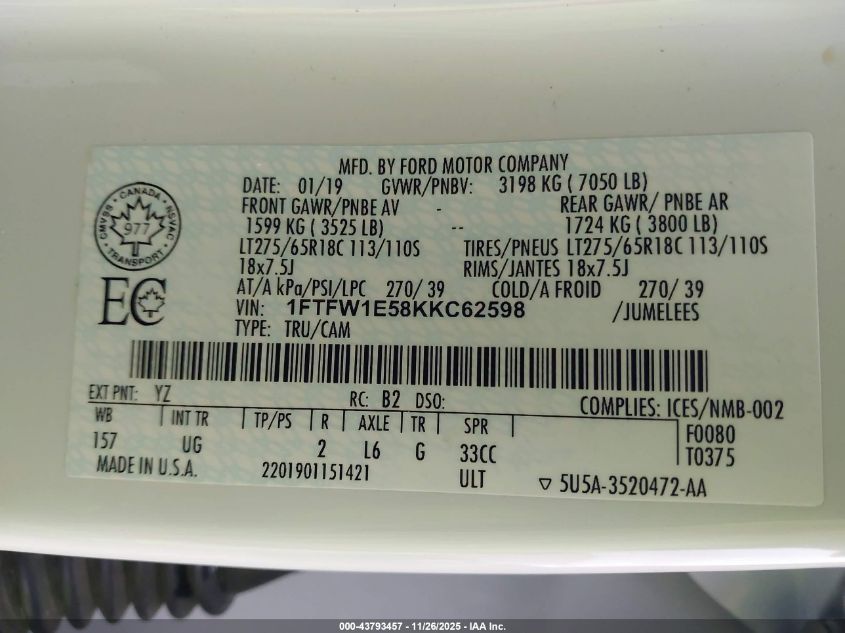 MFD. BY FORD MOTOR COMPANY
DATE: 01/19 GVWR/PNBV: 3198 KG ( 7050 LB)
FRONT GAWR/PNBE AV - REAR GAWR/ PNBE AR
1599 KG ( 3525 LB) -- 1724 KG ( 3800 LB)
LT275/65R18C 113/110S TIRES/PNEUS LT275/65R18C 113/110S
18x7.5J RIMS/JANTES 18x7.5J
AT/A kPa/PSI/LPC 270/ 39 COLD/A FROID 270/ 39
VIN: 1FTFW1E58KKC62598 /JUMELEES
TYPE: TRU/CAM
CANADA
CMVSS NSVAC
977
TRANSPORT
EC
EXT PNT: YZ RC: B2 DSO: COMPLIES: ICES/NMB-002
WB INT TR TP/PS R AXLE TR SPR F0080
157 UG 2 L6 G 33CC T0375
MADE IN U.S.A. 2201901151421 ULT ▽ 5U5A-3520472-AA
000-43793457 - 11/26/2025 - IAA Inc.